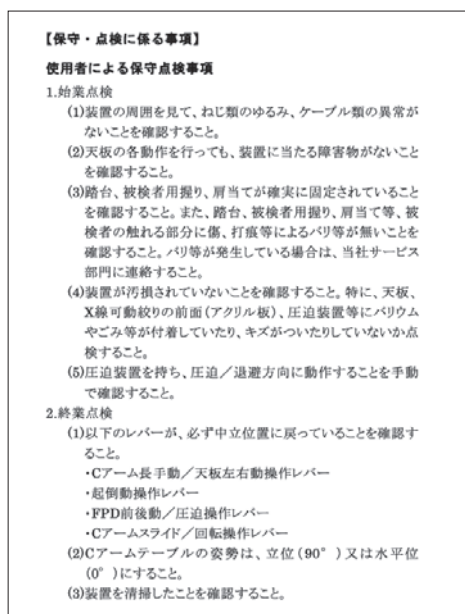 【保守・点検に係る事項】
使用者による保守点検事項
1.始業点検
(1)装置の周囲を見て、ねじ類のゆるみ、ケーブル類の異常が
ないことを確認すること。
(2)天板の各動作を行っても、装置に当たる障害物がないこと
を確認すること。
(3)踏台、被検者用握り、肩当てが確実に固定されていること
を確認すること。また、踏台、被検者用握り、肩当て等、被
検者の触れる部分に傷、打痕等によるバリ等が無いことを
確認すること。バリ等が発生している場合は、当社サービス
部門に連絡すること。
(4)装置が汚損されていないことを確認すること。特に、天板、
X線可動絞りの前面(アクリル板)、圧迫装置等にバリウム
やごみ等が付着していたり、キズがついたりしていないか点
検すること。
(5)圧迫装置を持ち、圧迫/退避方向に動作することを手動
で確認すること。
2.終業点検
(1)以下のレバーが、必ず中立位置に戻っていることを確認す
ること。
・Cアーム長手動/天板左右動操作レバー
・起倒動操作レバー
・FPD前後動/圧迫操作レバー
・Cアームスライド/回転操作レバー
(2)Cアームテーブルの姿勢は、立位(90°)又は水平位
(0°)にすること。
(3)装置を清掃したことを確認すること。